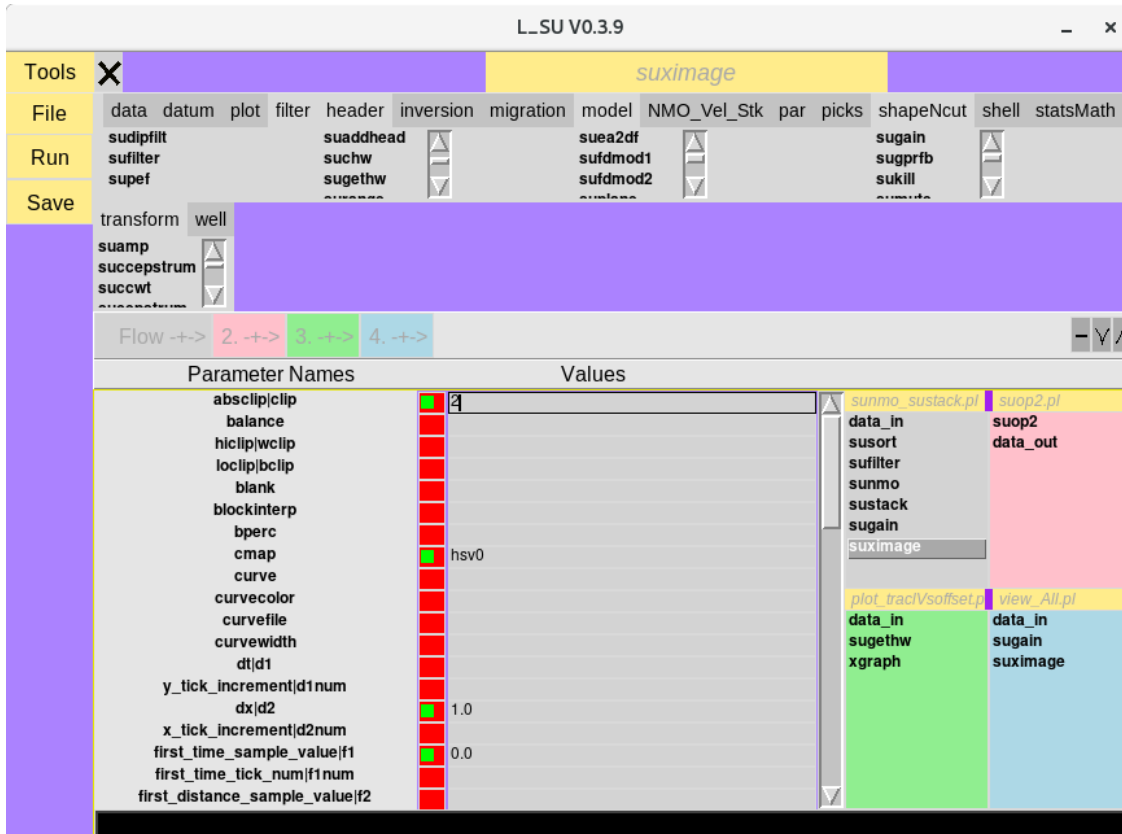 L_SU V0.3.9
Tools
suximage
File
data datum plot filter header inversion migration model NMO_Vel_Stk par picks shapeNcut shell statsMath
Run
Save
sudipfilt
sufilter
supef
suaddhead
suchw
sugethw
suea2df
sufdmod1
sufdmod2
sugain
sugprfb
sukill
transform well
suamp
succepstrum
succwt
Flow -+-> 2. -+-> 3. -+-> 4. -+->
Parameter Names Values
absclip|clip 2
balance
hiclip|wclip
loclip|bclip
blank
blockinterp
bperc
cmap hsv0
curve
curvecolor
curvefile
curvewidth
dt|d1
y_tick_increment|d1num
dx|d2 1.0
x_tick_increment|d2num
first_time_sample_value|f1 0.0
first_time_tick_num|f1num
first_distance_sample_value|f2
sunmo_sustack.pl
data_in
susort
sufilter
sunmo
sustack
sugain
suximage
suop2.pl
suop2
data_out
plot_traclVsoffset.p
data_in
sugethw
xgraph
view_All.pl
data_in
sugain
suximage